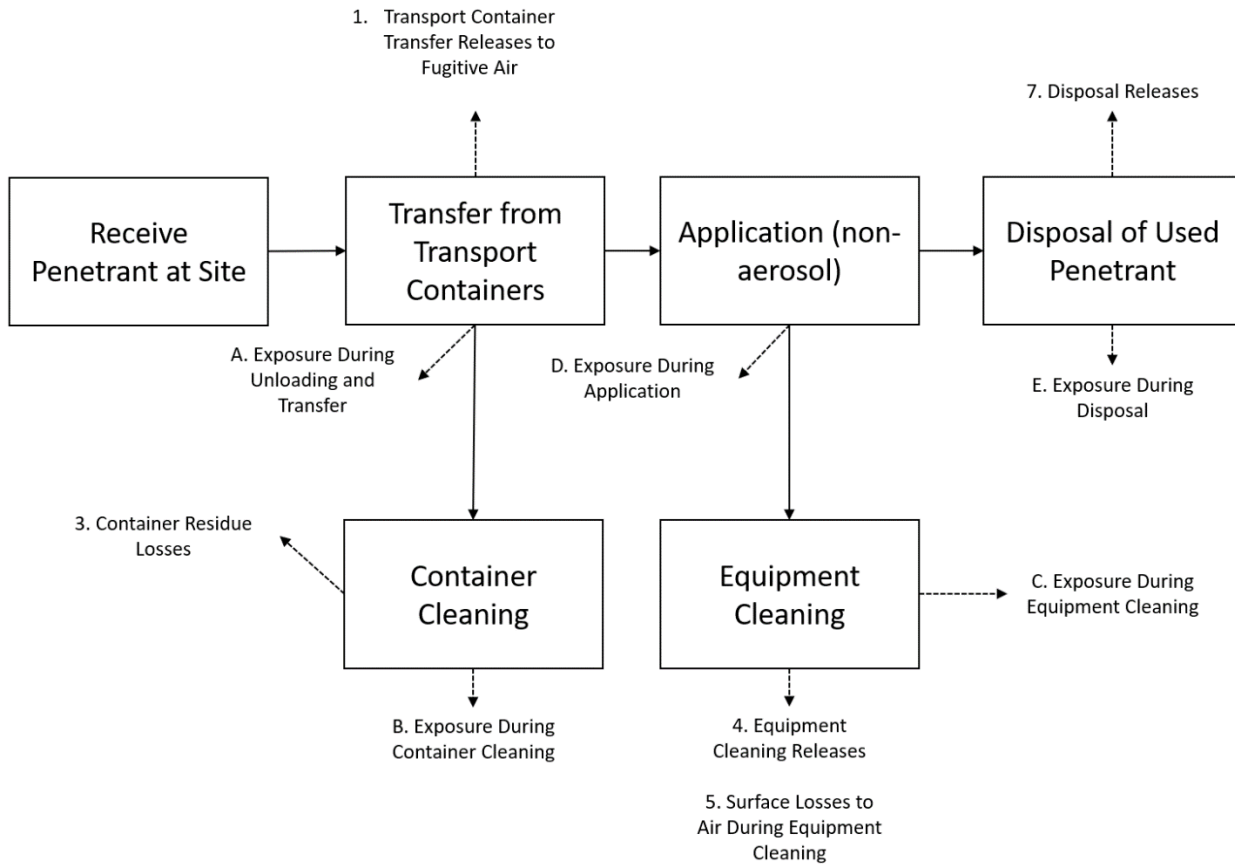 1. Transport Container
Transfer Releases to
Fugitive Air
7. Disposal Releases
Receive
Penetrant at Site
Transfer from
Transport
Containers
Application (non-
aerosol)
Disposal of Used
Penetrant
A. Exposure During
Unloading and
Transfer
D. Exposure During
Application
E. Exposure During
Disposal
3. Container Residue
Losses
Container
Cleaning
Equipment
Cleaning
C. Exposure During
Equipment Cleaning
B. Exposure During
Container Cleaning
4. Equipment
Cleaning Releases
5. Surface Losses to
Air During Equipment
Cleaning